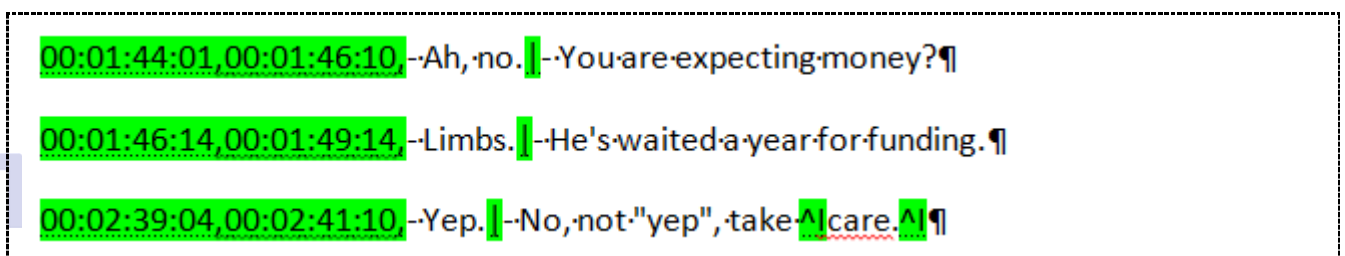 00:01:44:01,00:01:46:10,- Ah, no.|- You are expecting money?¶
00:01:46:14,00:01:49:14,- Limbs.|- He's waited a year for funding.¶
00:02:39:04,00:02:41:10,- Yep.|- No, not "yep", take ^Icare.^I¶